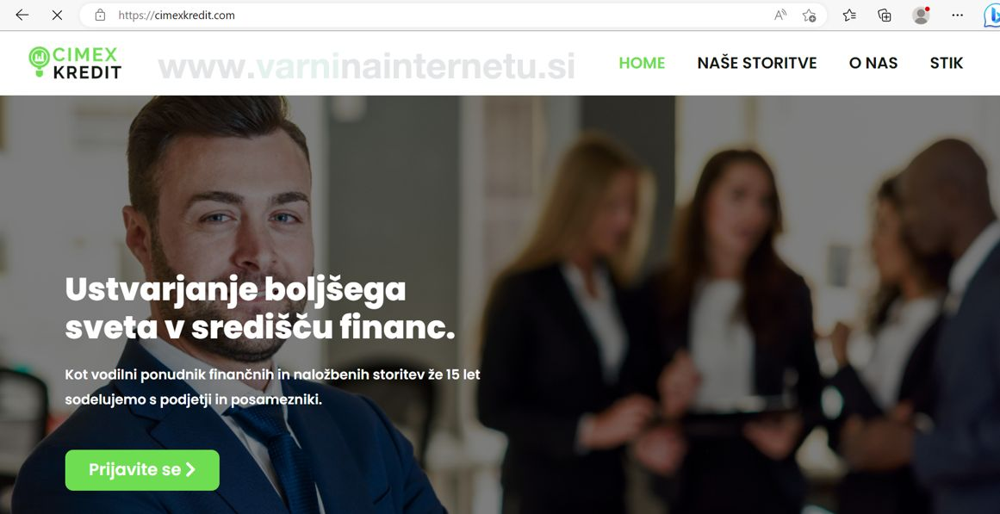 https://cimexkredit.com
CIMEX
KREDIT
www.varninainternetu.si
HOME
NAŠE STORITVE
O NAS
STIK
Ustvarjanje boljšega
sveta v središču financ.
Kot vodilni ponudnik finančnih in naložbenih storitev že 15 let
sodelujemo s podjetji in posamezniki.
Prijavite se